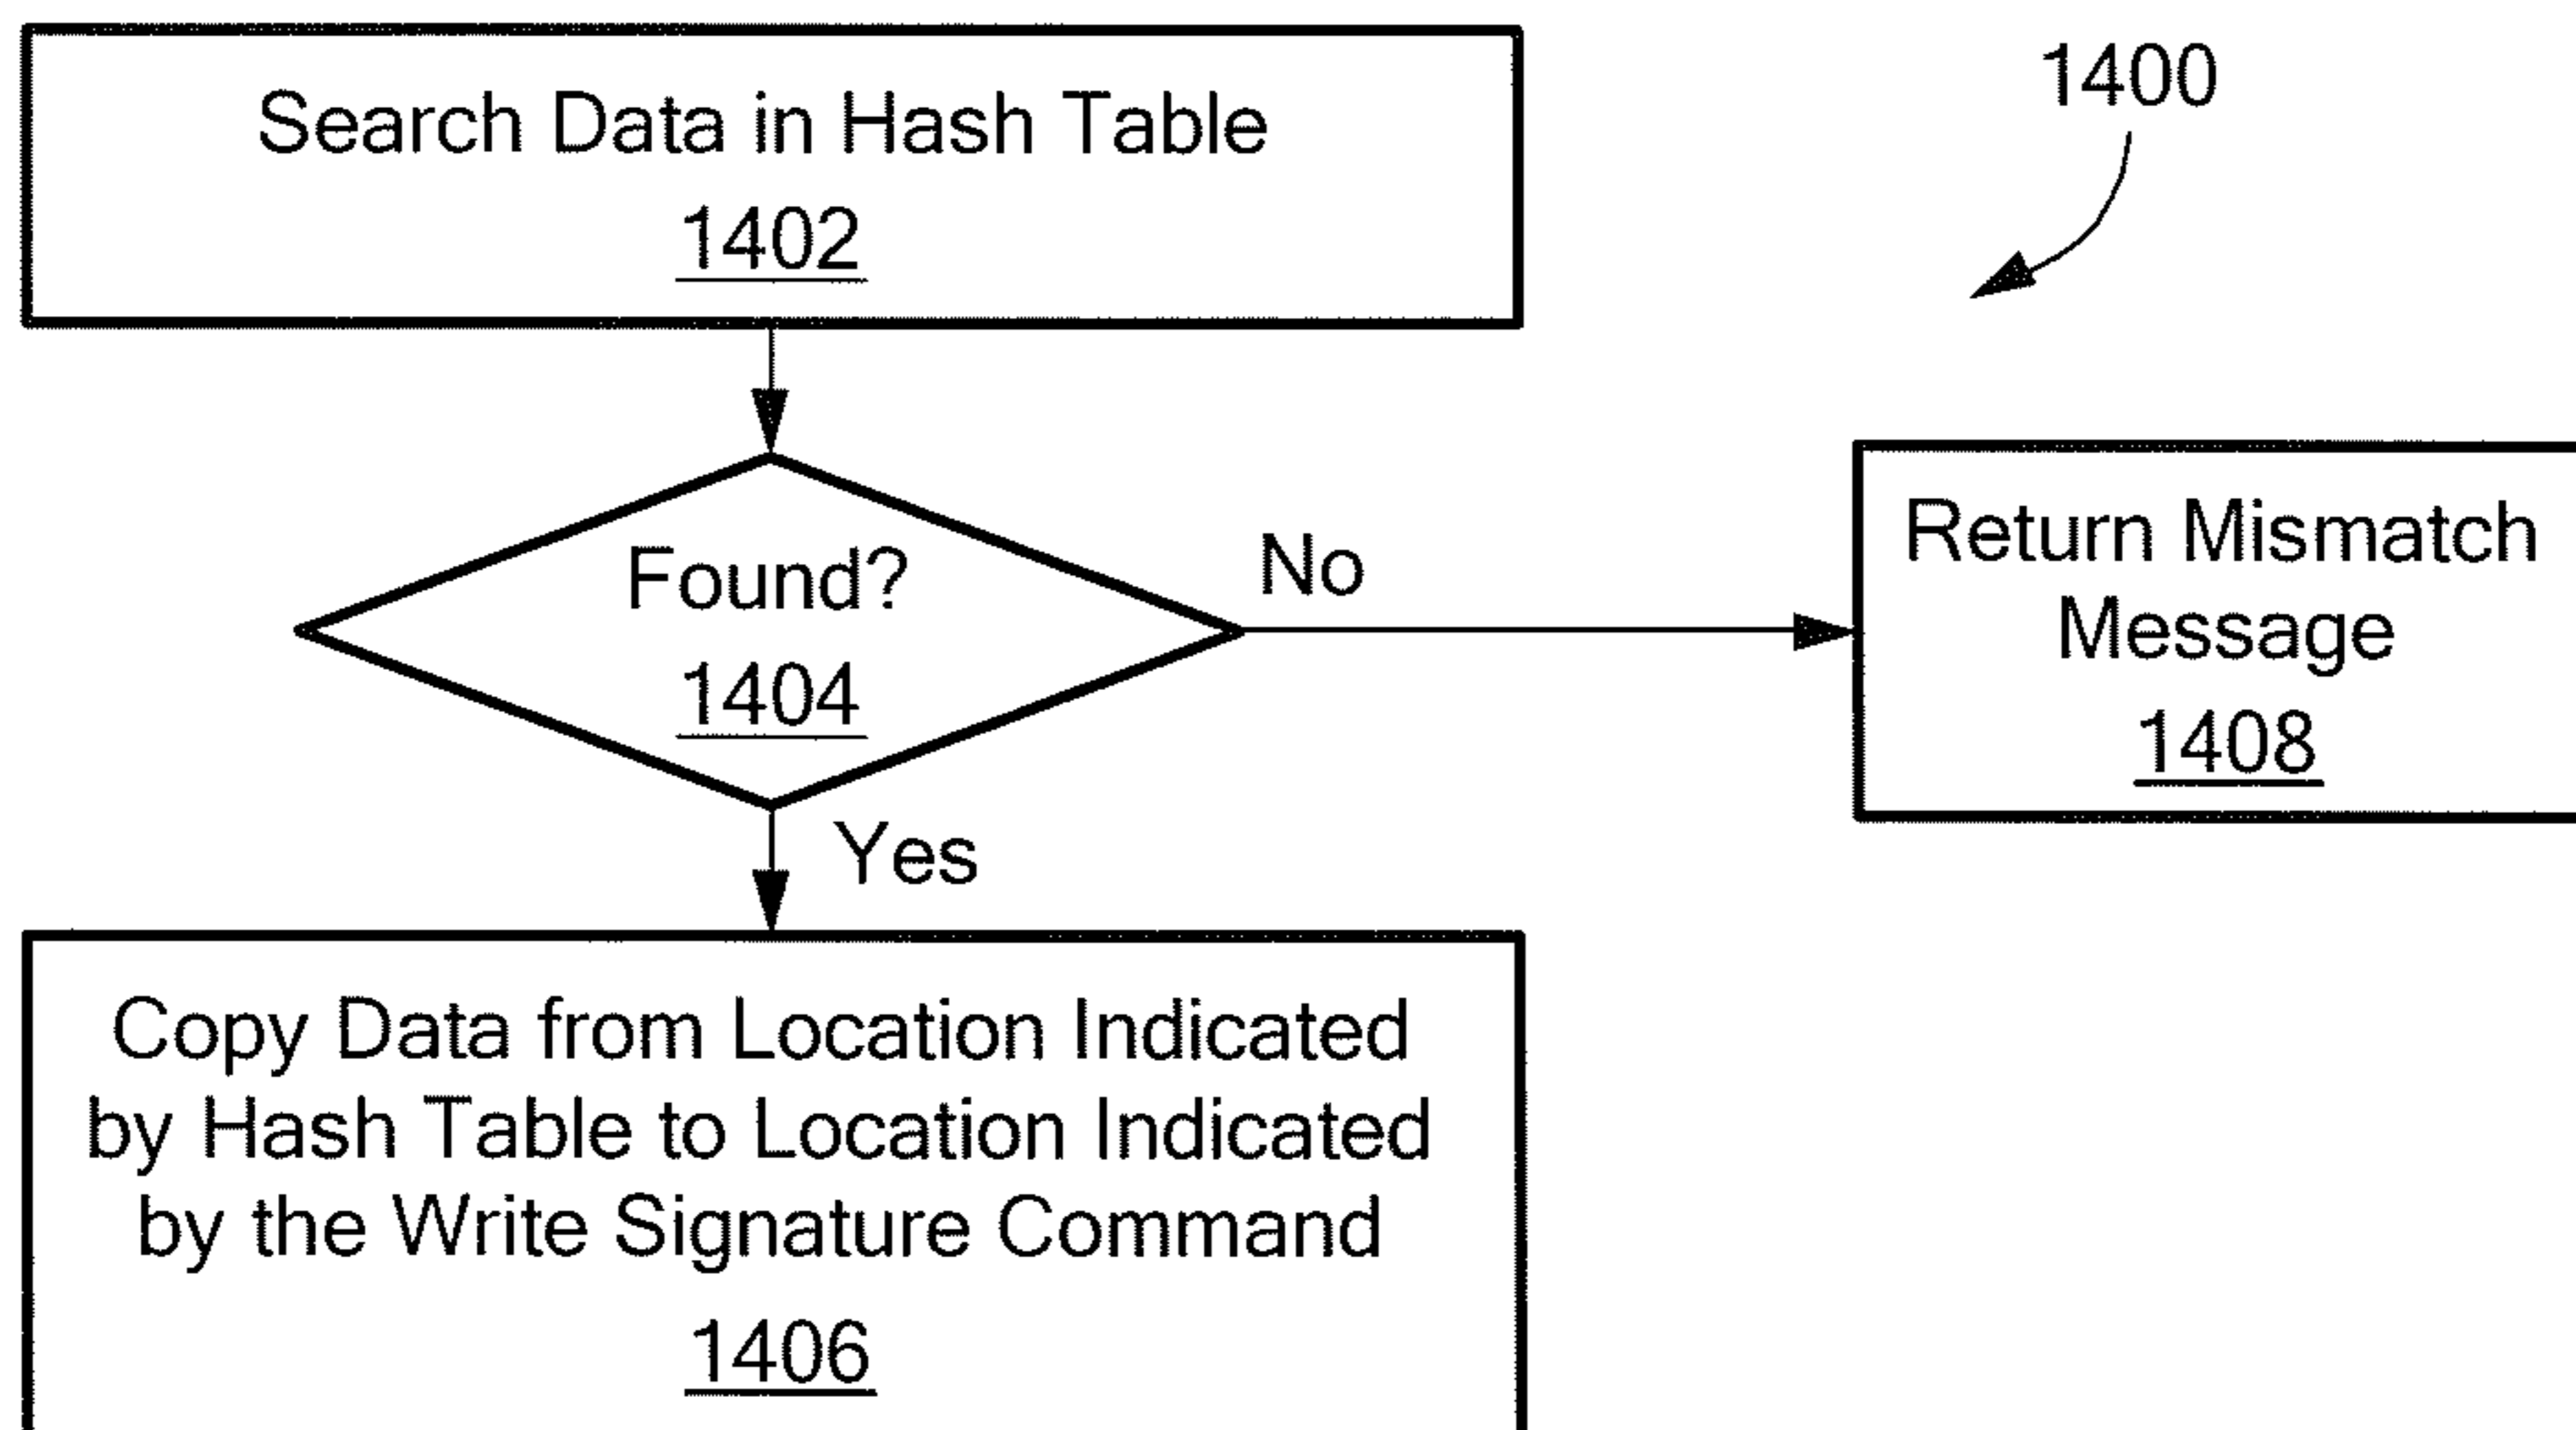 Search Data in Hash Table
1402
1400
Found?
1404
No
Return Mismatch
Message
1408
Yes
Copy Data from Location Indicated
by Hash Table to Location Indicated
by the Write Signature Command
1406